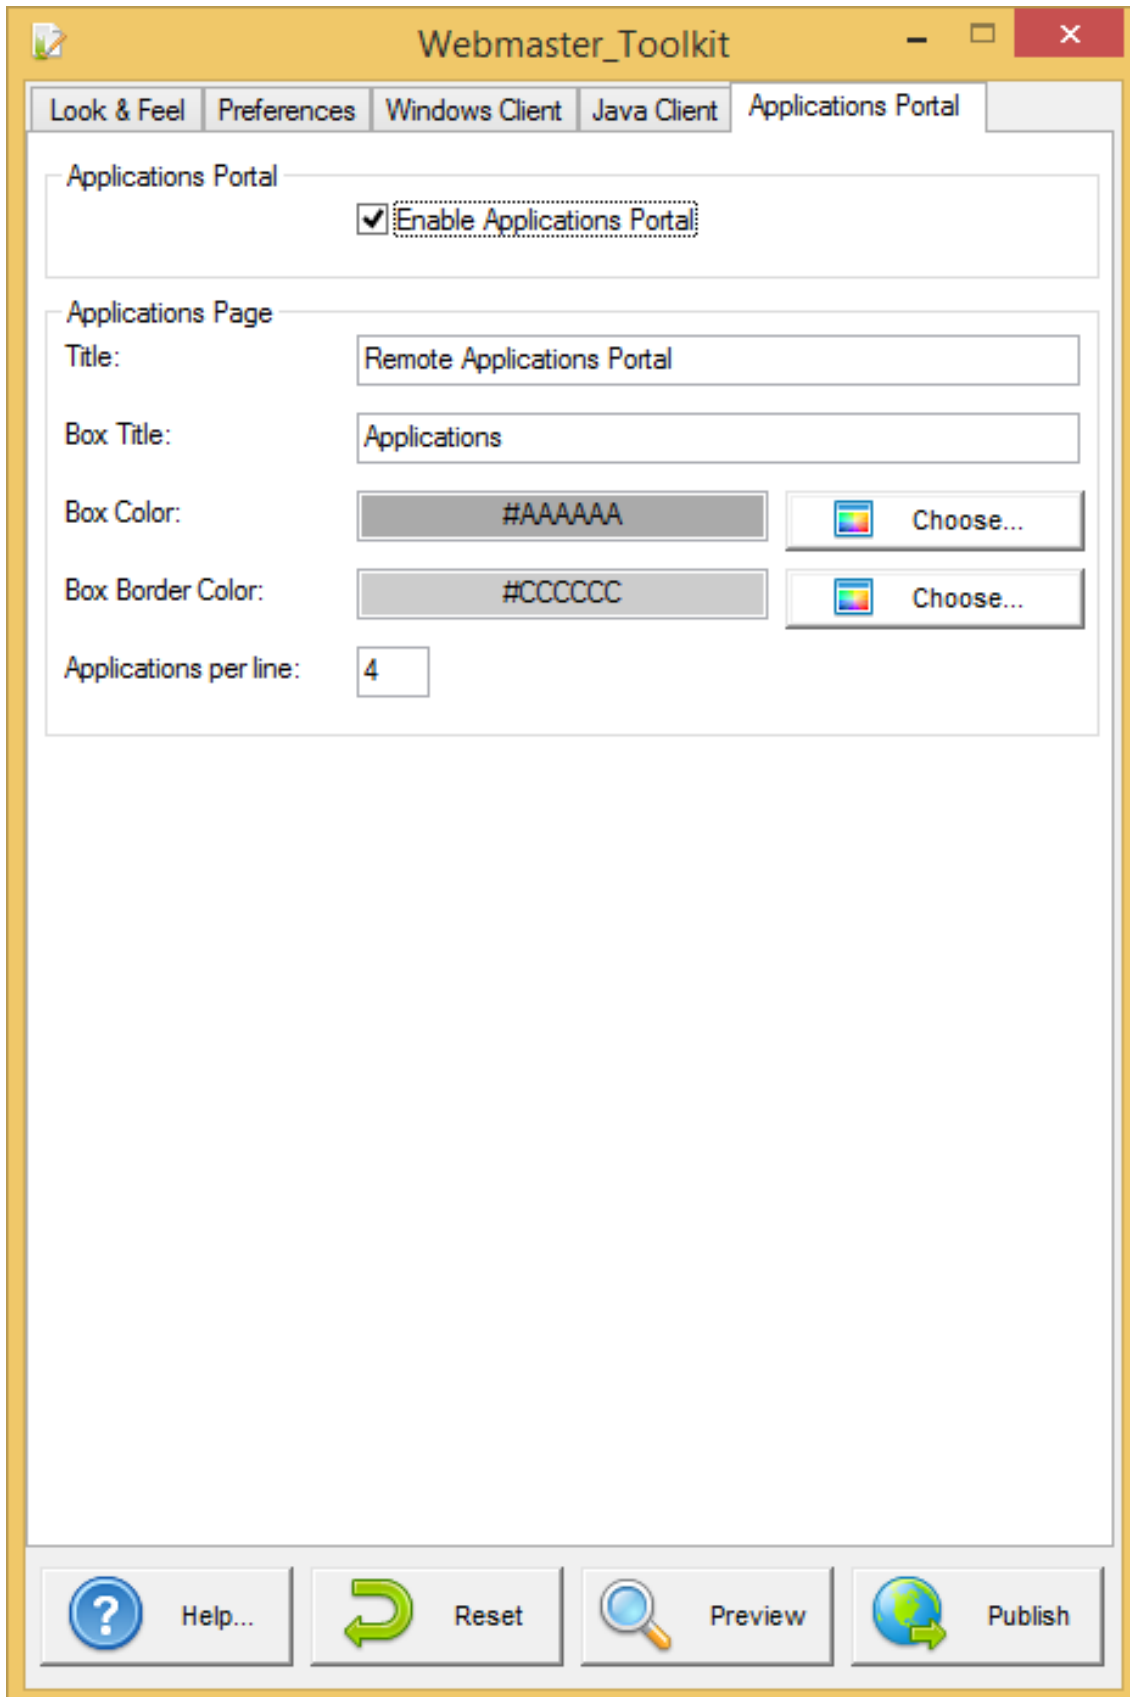 Webmaster_Toolkit
Look & Feel Preferences Windows Client Java Client Applications Portal
Applications Portal
Enable Applications Portal
Applications Page
Title: Remote Applications Portal
Box Title: Applications
Box Color: #AAAAAA Choose...
Box Border Color: #CCCCCC Choose...
Applications per line: 4
Help... Reset Preview Publish